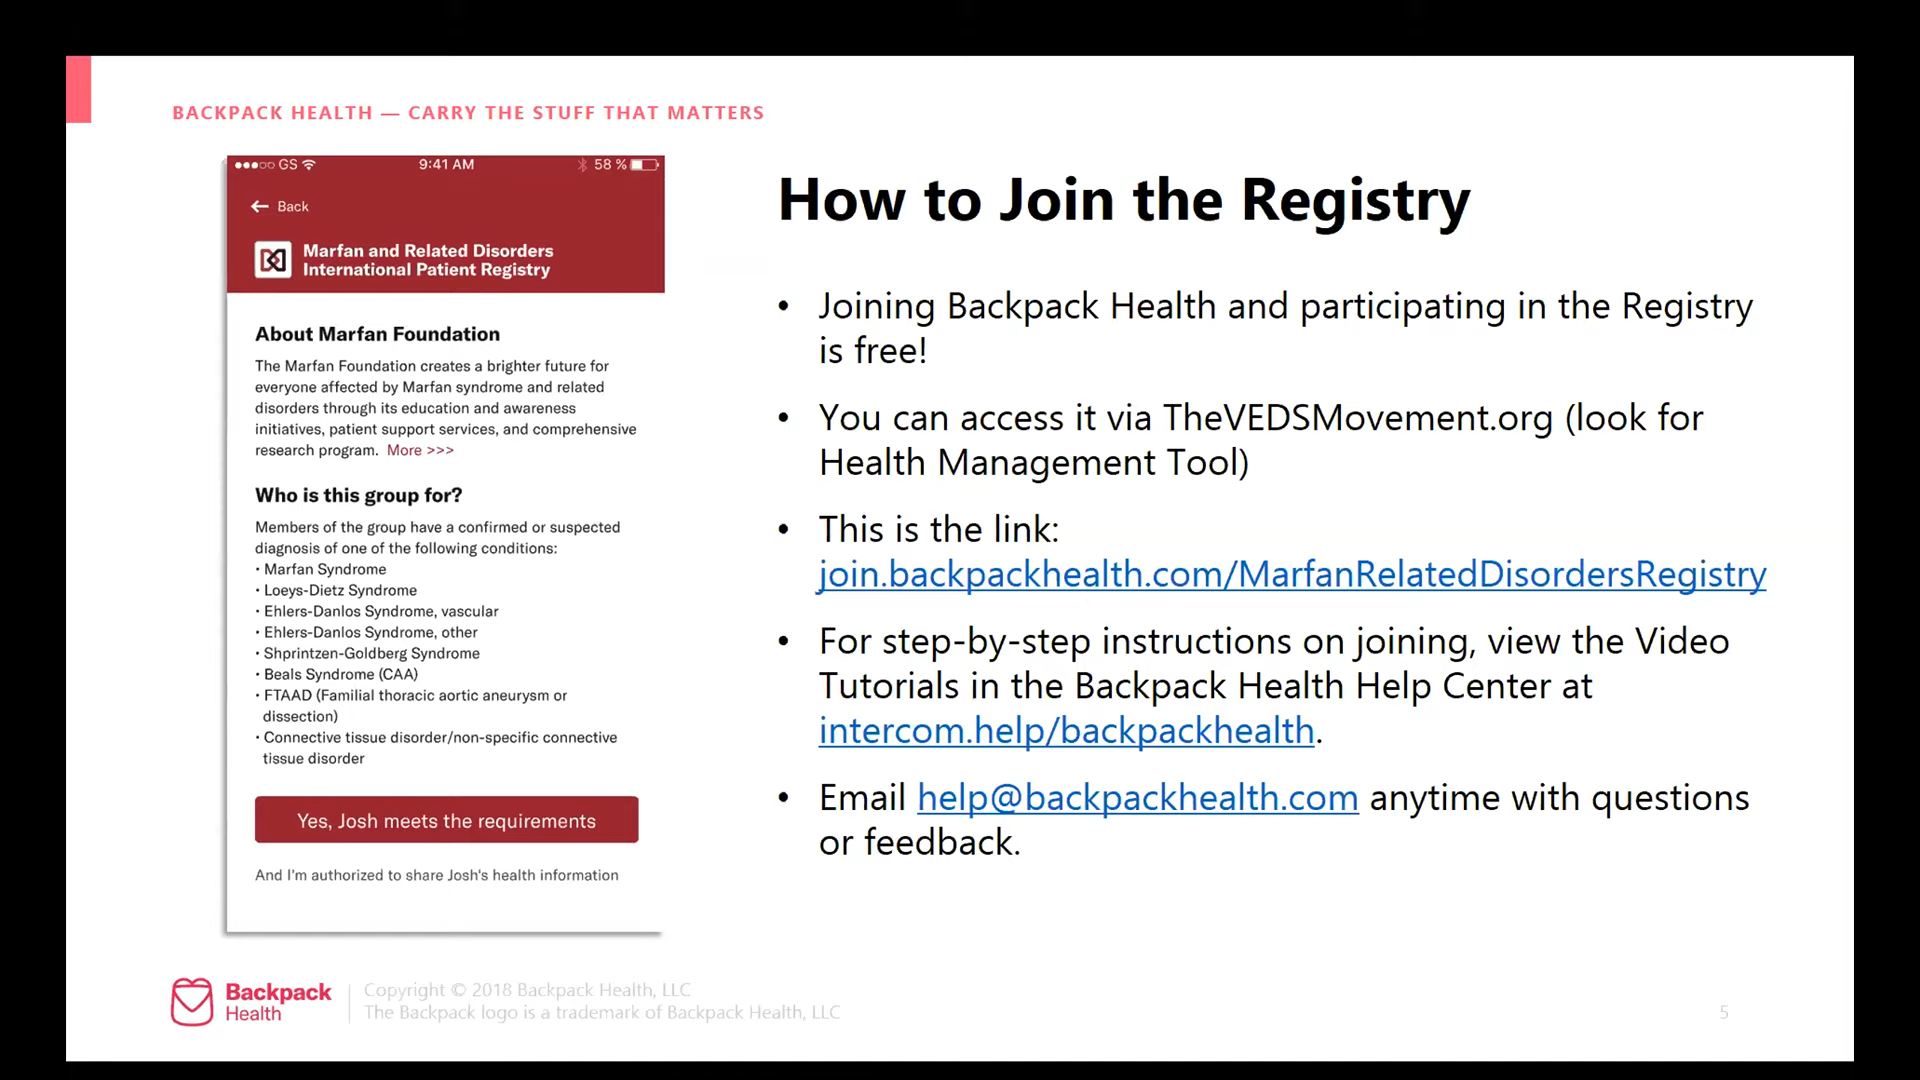 BACKPACK HEALTH — CARRY THE STUFF THAT MATTERS
GS 9:41 AM 58 %
Back
Marfan and Related Disorders
International Patient Registry
About Marfan Foundation
The Marfan Foundation creates a brighter future for
everyone affected by Marfan syndrome and related
disorders through its education and awareness
initiatives, patient support services, and comprehensive
research program. More >>>
Who is this group for?
Members of the group have a confirmed or suspected
diagnosis of one of the following conditions:
· Marfan Syndrome
· Loeys-Dietz Syndrome
· Ehlers-Danlos Syndrome, vascular
· Ehlers-Danlos Syndrome, other
· Shprintzen-Goldberg Syndrome
· Beals Syndrome (CAA)
· FTAAD (Familial thoracic aortic aneurysm or
dissection)
· Connective tissue disorder/non-specific connective
tissue disorder
Yes, Josh meets the requirements
And I'm authorized to share Josh's health information
How to Join the Registry
• Joining Backpack Health and participating in the Registry
is free!
• You can access it via TheVEDSMovement.org (look for
Health Management Tool)
• This is the link:
join.backpackhealth.com/MarfanRelatedDisordersRegistry
• For step-by-step instructions on joining, view the Video
Tutorials in the Backpack Health Help Center at
intercom.help/backpackhealth.
• Email help@backpackhealth.com anytime with questions
or feedback.
Backpack
Health
Copyright © 2018 Backpack Health, LLC
The Backpack logo is a trademark of Backpack Health, LLC
5